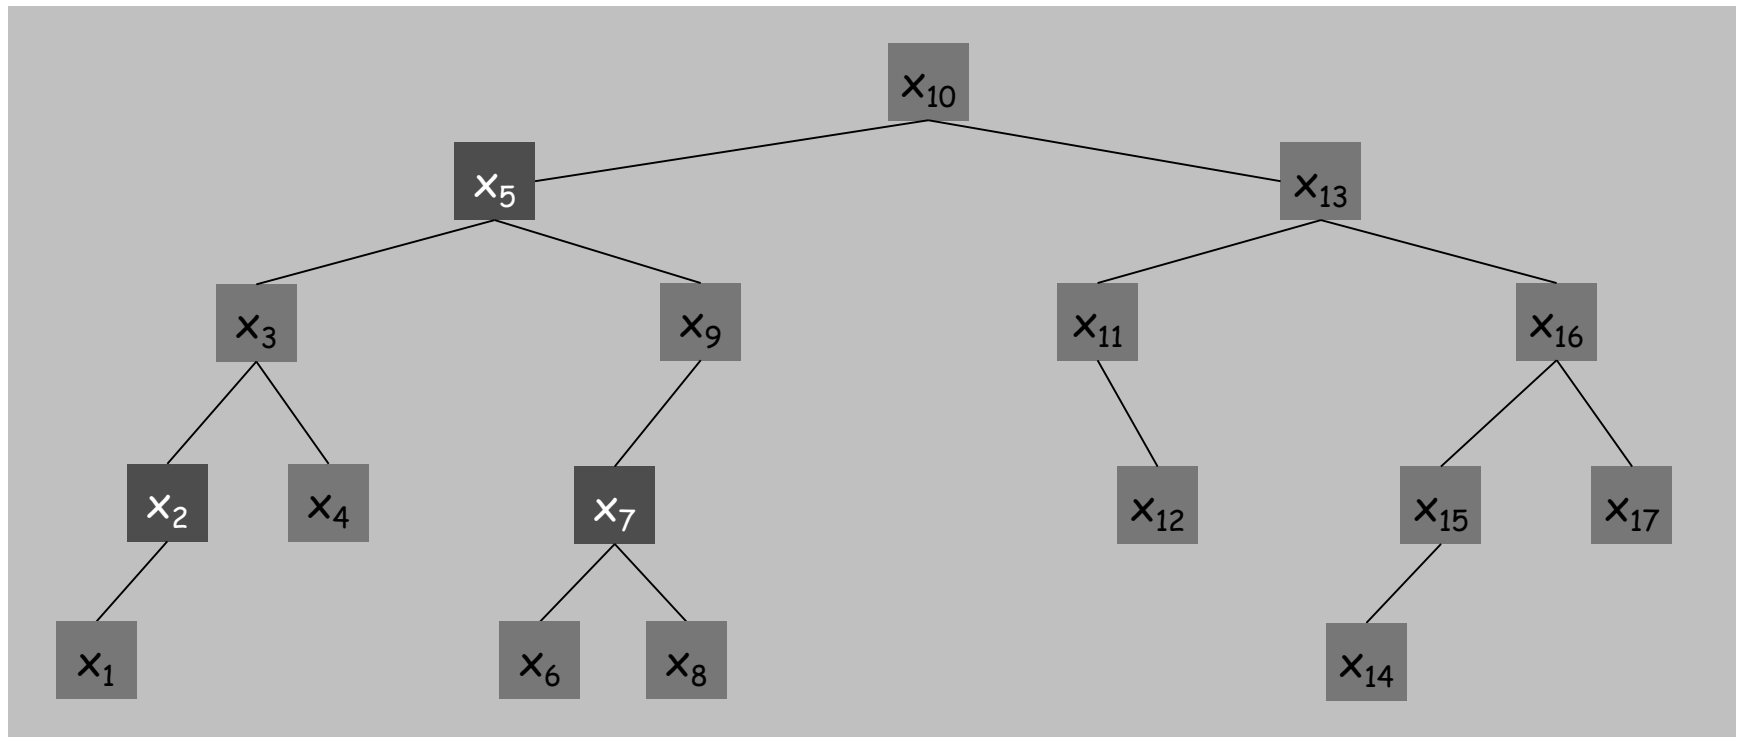 x₁₀
x₅ x₁₃
x₃ x₉ x₁₁ x₁₆
x₂ x₄ x₇ x₁₂ x₁₅ x₁₇
x₁ x₆ x₈ x₁₄